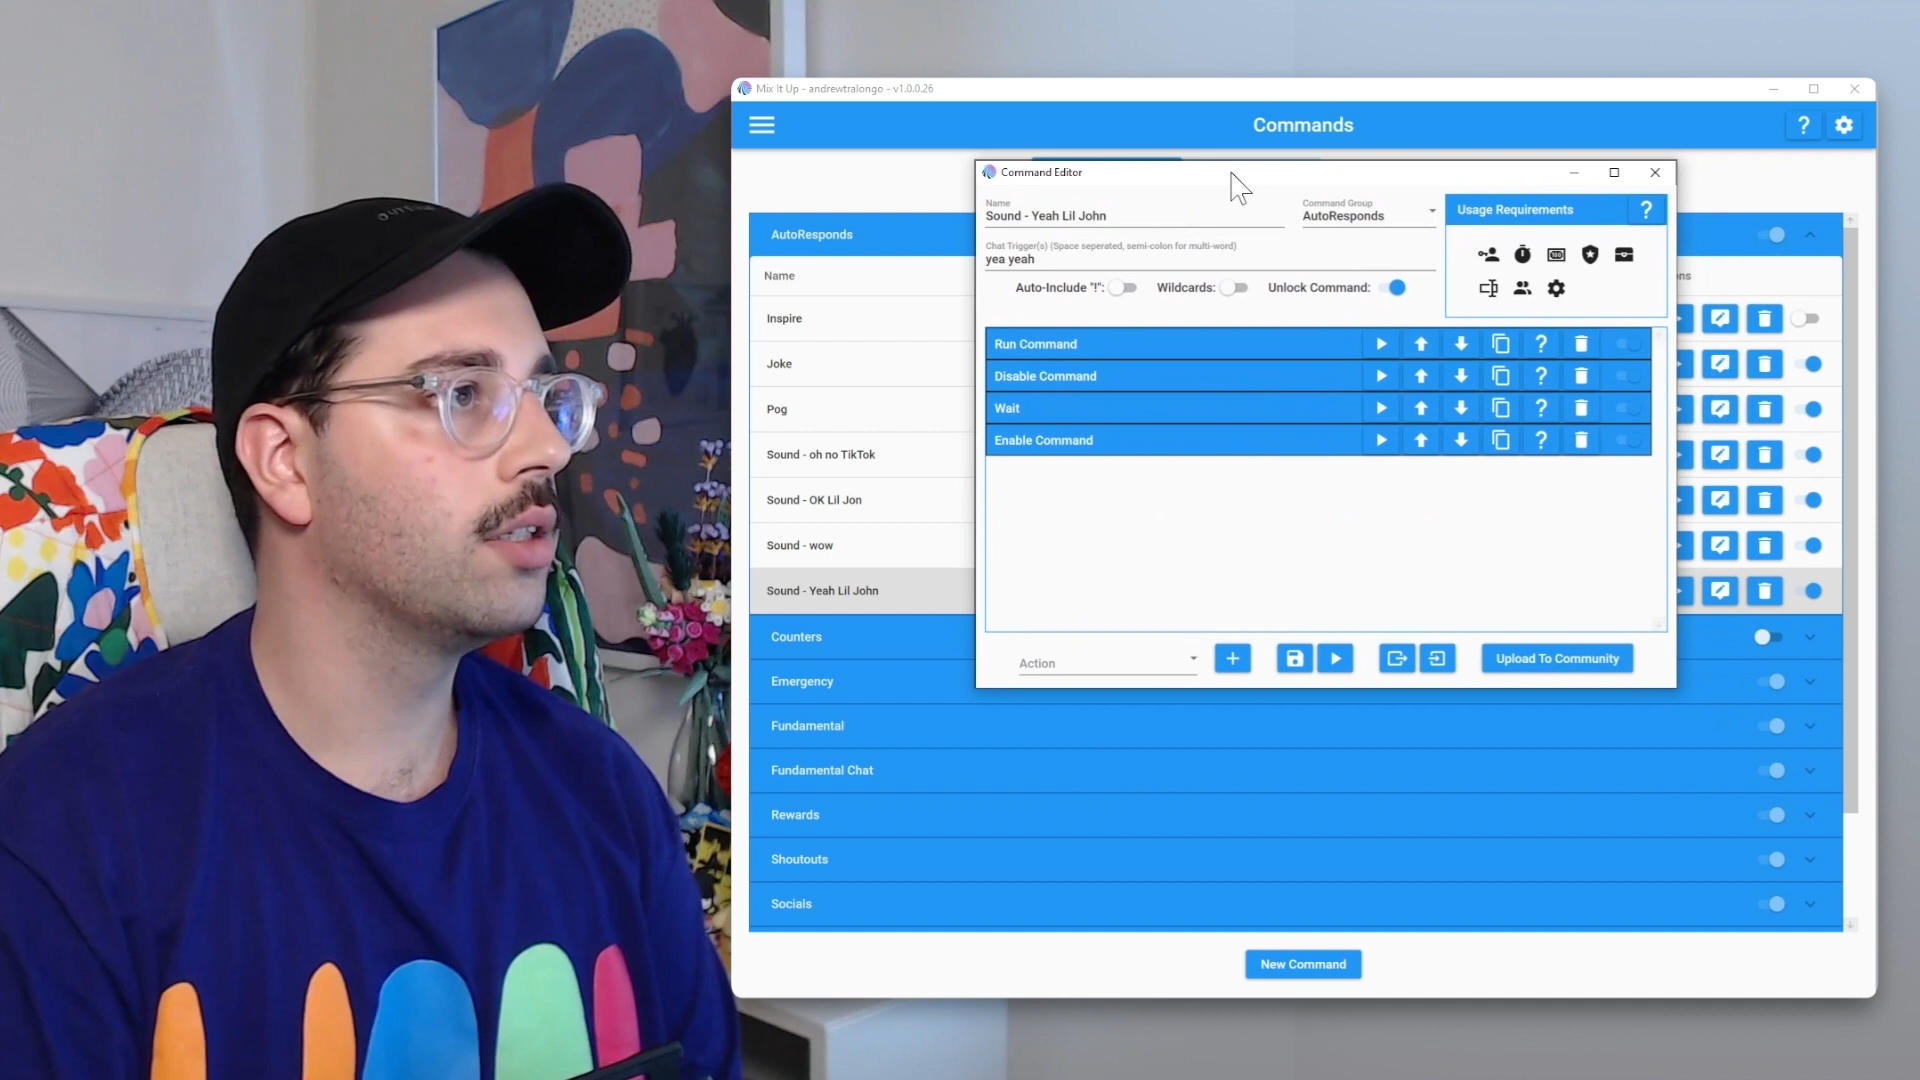 Mix It Up - andrewtralongo - v1.0.0.26
Commands
?
Command Editor
Name
Sound - Yeah Lil John
Command Group
AutoResponds
Usage Requirements
?
Chat Trigger(s) (Space seperated, semi-colon for multi-word)
yea yeah
Auto-Include "!":
Wildcards:
Unlock Command:
Run Command
?
Disable Command
?
Wait
?
Enable Command
?
Action
Upload To Community
AutoResponds
Name
ns
Inspire
Joke
Pog
Sound - oh no TikTok
Sound - OK Lil Jon
Sound - wow
Sound - Yeah Lil John
Counters
Emergency
Fundamental
Fundamental Chat
Rewards
Shoutouts
Socials
New Command